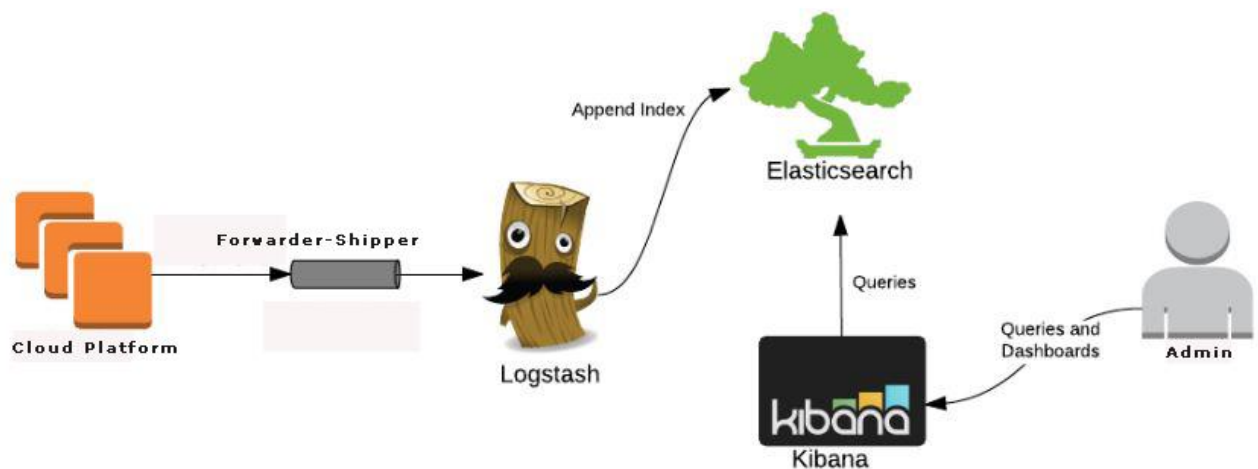 Append Index
Elasticsearch
Forwarder-Shipper
Cloud Platform
Logstash
Queries
Queries and
Dashboards
Admin
kibana
Kibana